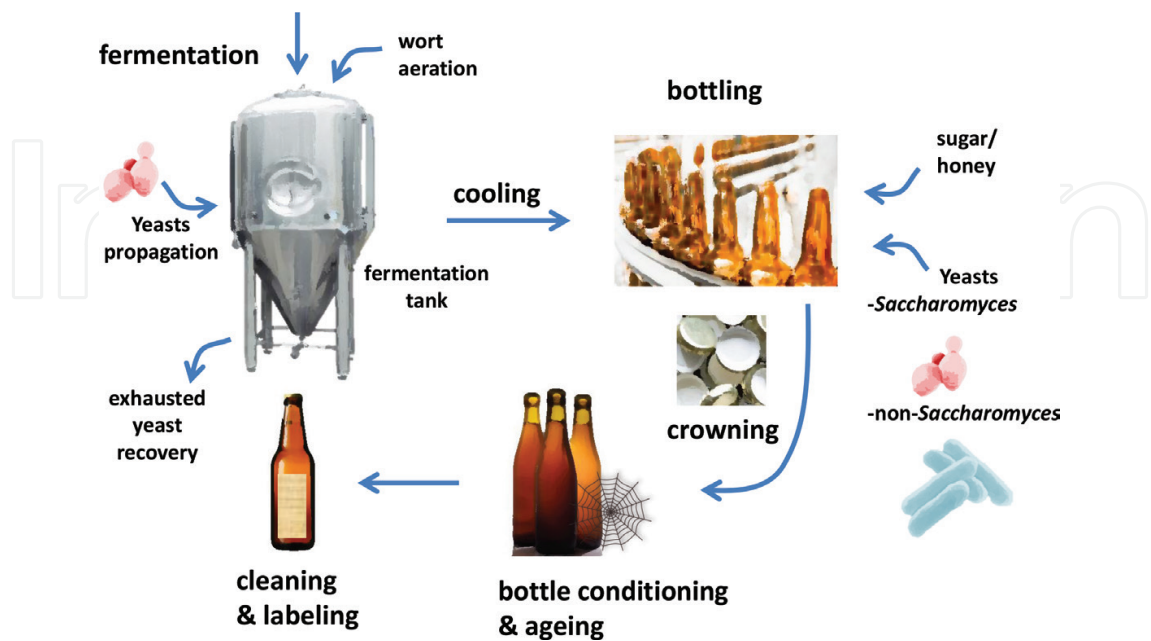 fermentation
wort
aeration
Yeasts
propagation
fermentation
tank
exhausted
yeast
recovery
cooling
bottling
sugar/
honey
Yeasts
-Saccharomyces
-non-Saccharomyces
crowning
bottle conditioning
& ageing
cleaning
& labeling